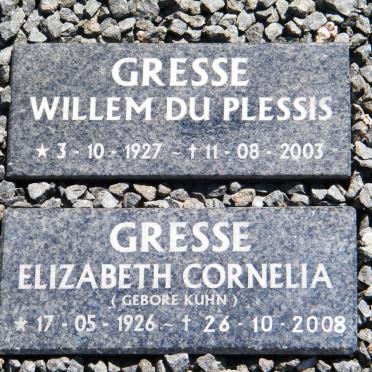 GRESSE
WILLEM DU PLESSIS
★ 3 - 10 - 1927 ~ † 11 - 08 - 2003
GRESSE
ELIZABETH CORNELIA
( GEBORE KUHN )
★ 17 - 05 - 1926 ~ † 26 - 10 - 2008